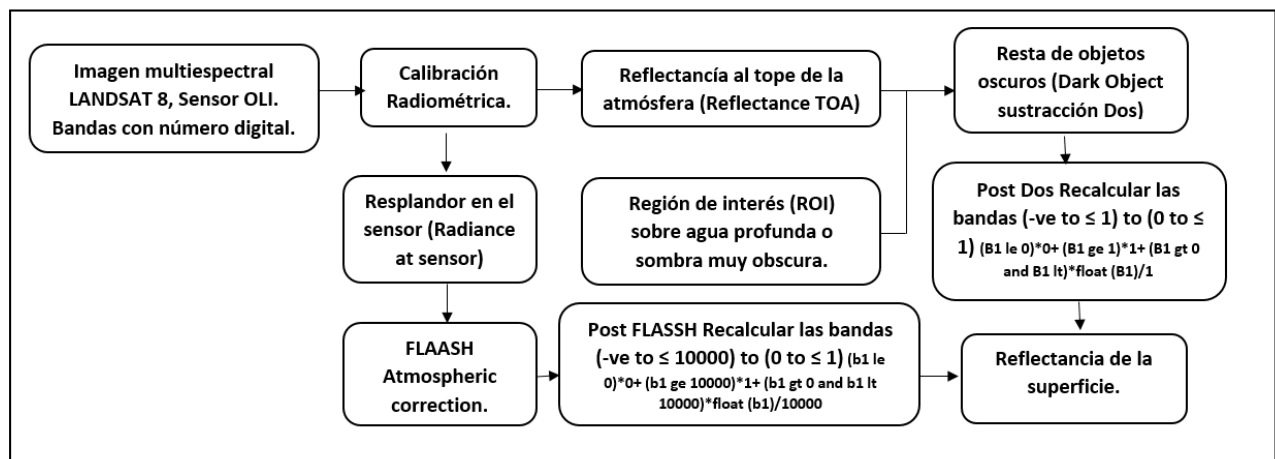 Imagen multiespectral
LANDSAT 8, Sensor OLI.
Bandas con número digital.
Calibración
Radiométrica.
Reflectancía al tope de la
atmósfera (Reflectance TOA)
Resta de objetos
oscuros (Dark Object
sustracción Dos)
Resplandor en el
sensor (Radiance
at sensor)
Región de interés (ROI)
sobre agua profunda o
sombra muy obscura.
Post Dos Recalcular las
bandas (-ve to ≤ 1) to (0 to ≤
1) (B1 le 0)*0+ (B1 ge 1)*1+ (B1 gt 0
and B1 lt)*float (B1)/1
FLAASH
Atmospheric
correction.
Post FLASSH Recalcular las bandas
(-ve to ≤ 10000) to (0 to ≤ 1) (b1 le
0)*0+ (b1 ge 10000)*1+ (b1 gt 0 and b1 lt
10000)*float (b1)/10000
Reflectancia de la
superficie.